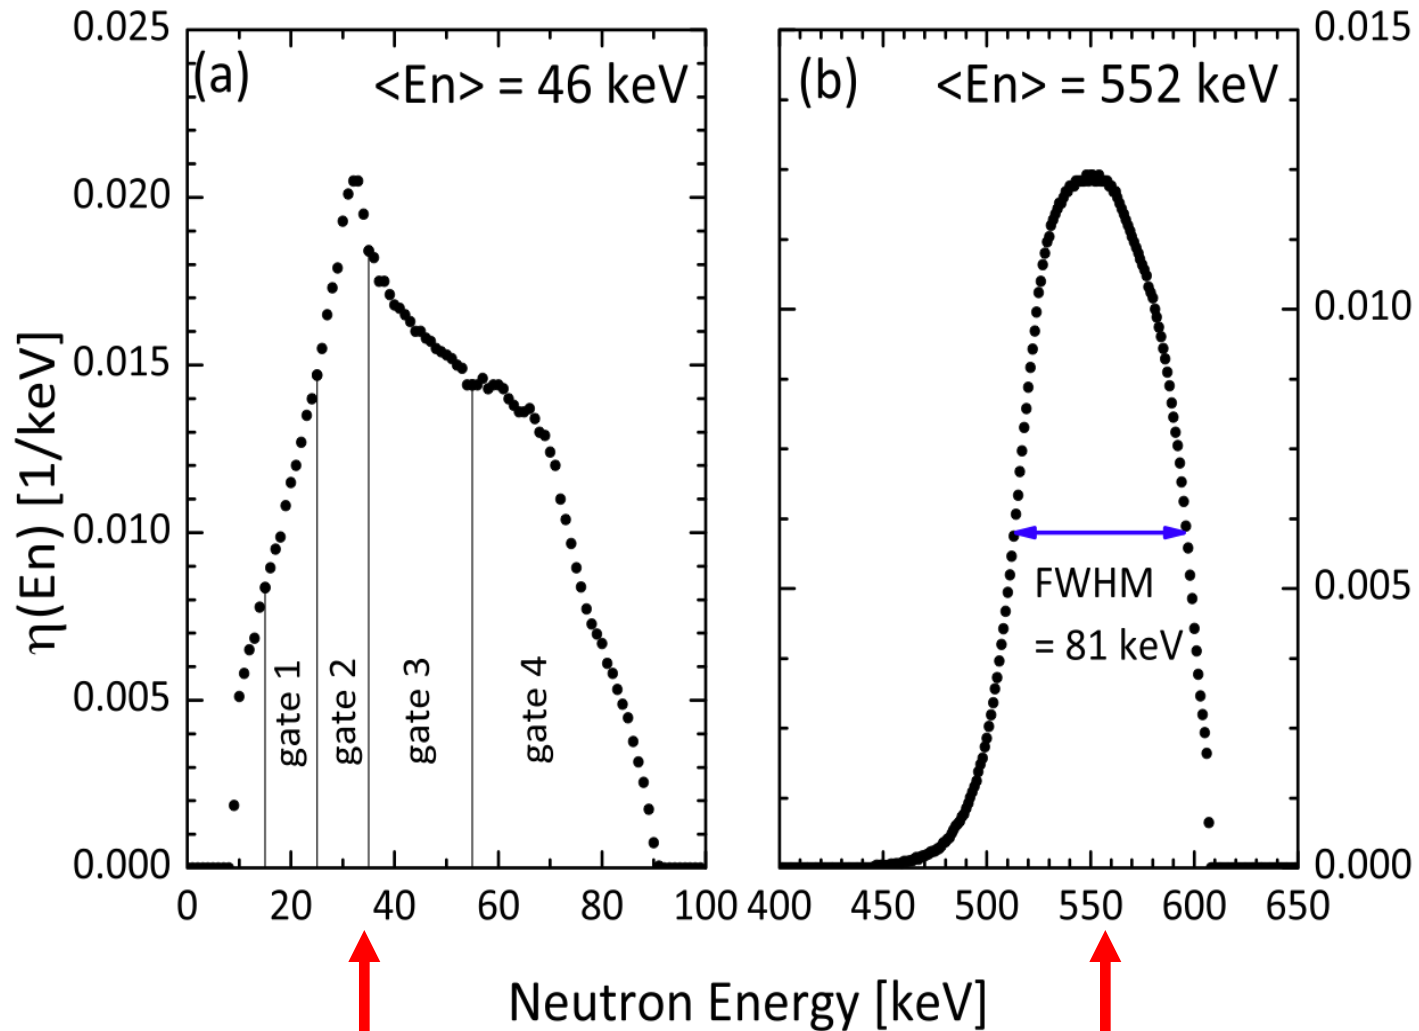 (a)
<En> = 46 keV
(b)
<En> = 552 keV
0.025
0.020
0.015
0.010
0.005
0.000
η(En) [1/keV]
gate 1
gate 2
gate 3
gate 4
FWHM
= 81 keV
0.015
0.010
0.005
0.000
0 20 40 60 80 100
400 450 500 550 600 650
Neutron Energy [keV]